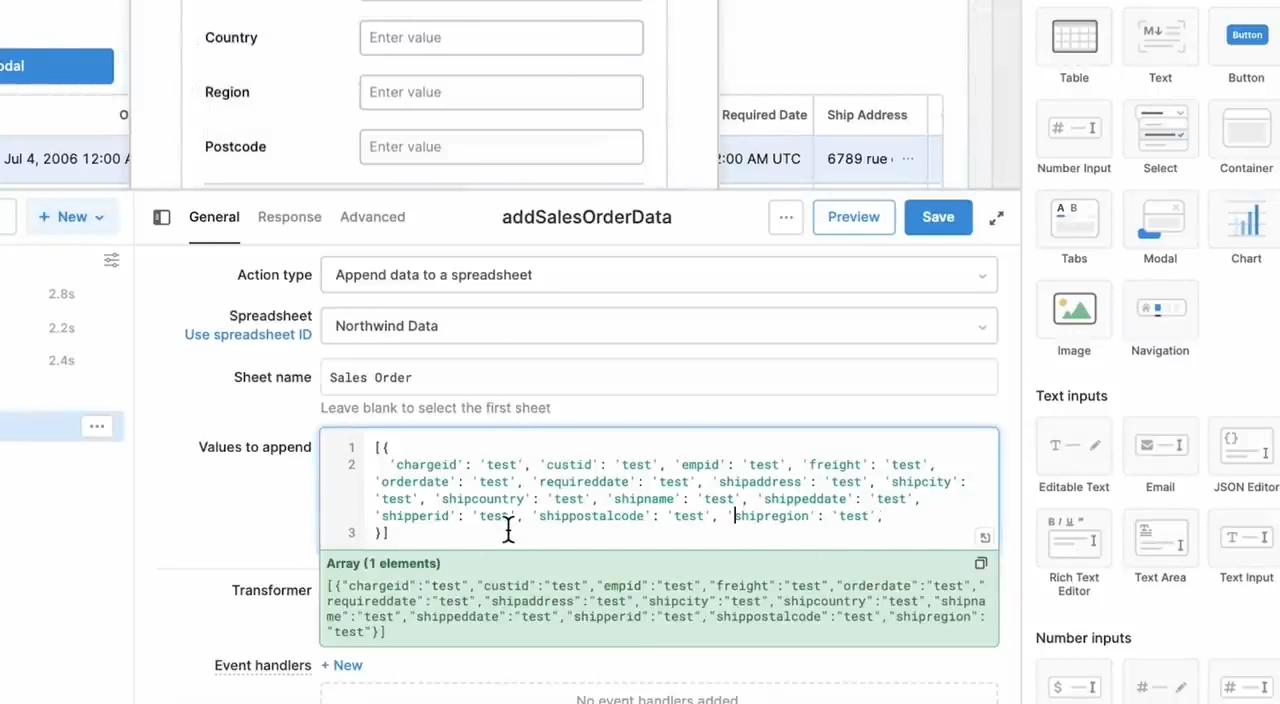 Country
Enter value
Region
Enter value
Postcode
Enter value
odal
O
Required Date
Ship Address
Jul 4, 2006 12:00 A
2:00 AM UTC
6789 rue
...
+ New
General
Response
Advanced
addSalesOrderData
...
Preview
Save
2.8s
2.2s
2.4s
...
Action type
Append data to a spreadsheet
Spreadsheet
Use spreadsheet ID
Northwind Data
Sheet name
Sales Order
Leave blank to select the first sheet
Values to append
1 [{
2 'chargeid': 'test', 'custid': 'test', 'empid': 'test', 'freight': 'test',
'orderdate': 'test', 'requireddate': 'test', 'shipaddress': 'test', 'shipcity':
'test', 'shipcountry': 'test', 'shipname': 'test', 'shippeddate': 'test',
'shipperid': 'test', 'shippostalcode': 'test', 'shipregion': 'test',
3 }]
Array (1 elements)
[{"chargeid":"test","custid":"test","empid":"test","freight":"test","orderdate":"test","
requireddate":"test","shipaddress":"test","shipcity":"test","shipcountry":"test","shipna
me":"test","shippeddate":"test","shipperid":"test","shippostalcode":"test","shipregion":
"test"}]
Transformer
Event handlers
+ New
No event handlers added
Table
Text
Button
Button
Number Input
Select
Container
A B
Tabs
Modal
Chart
Image
Navigation
Text inputs
Editable Text
Email
JSON Editor
B I U "
Rich Text
Editor
Text Area
Text Input
Number inputs